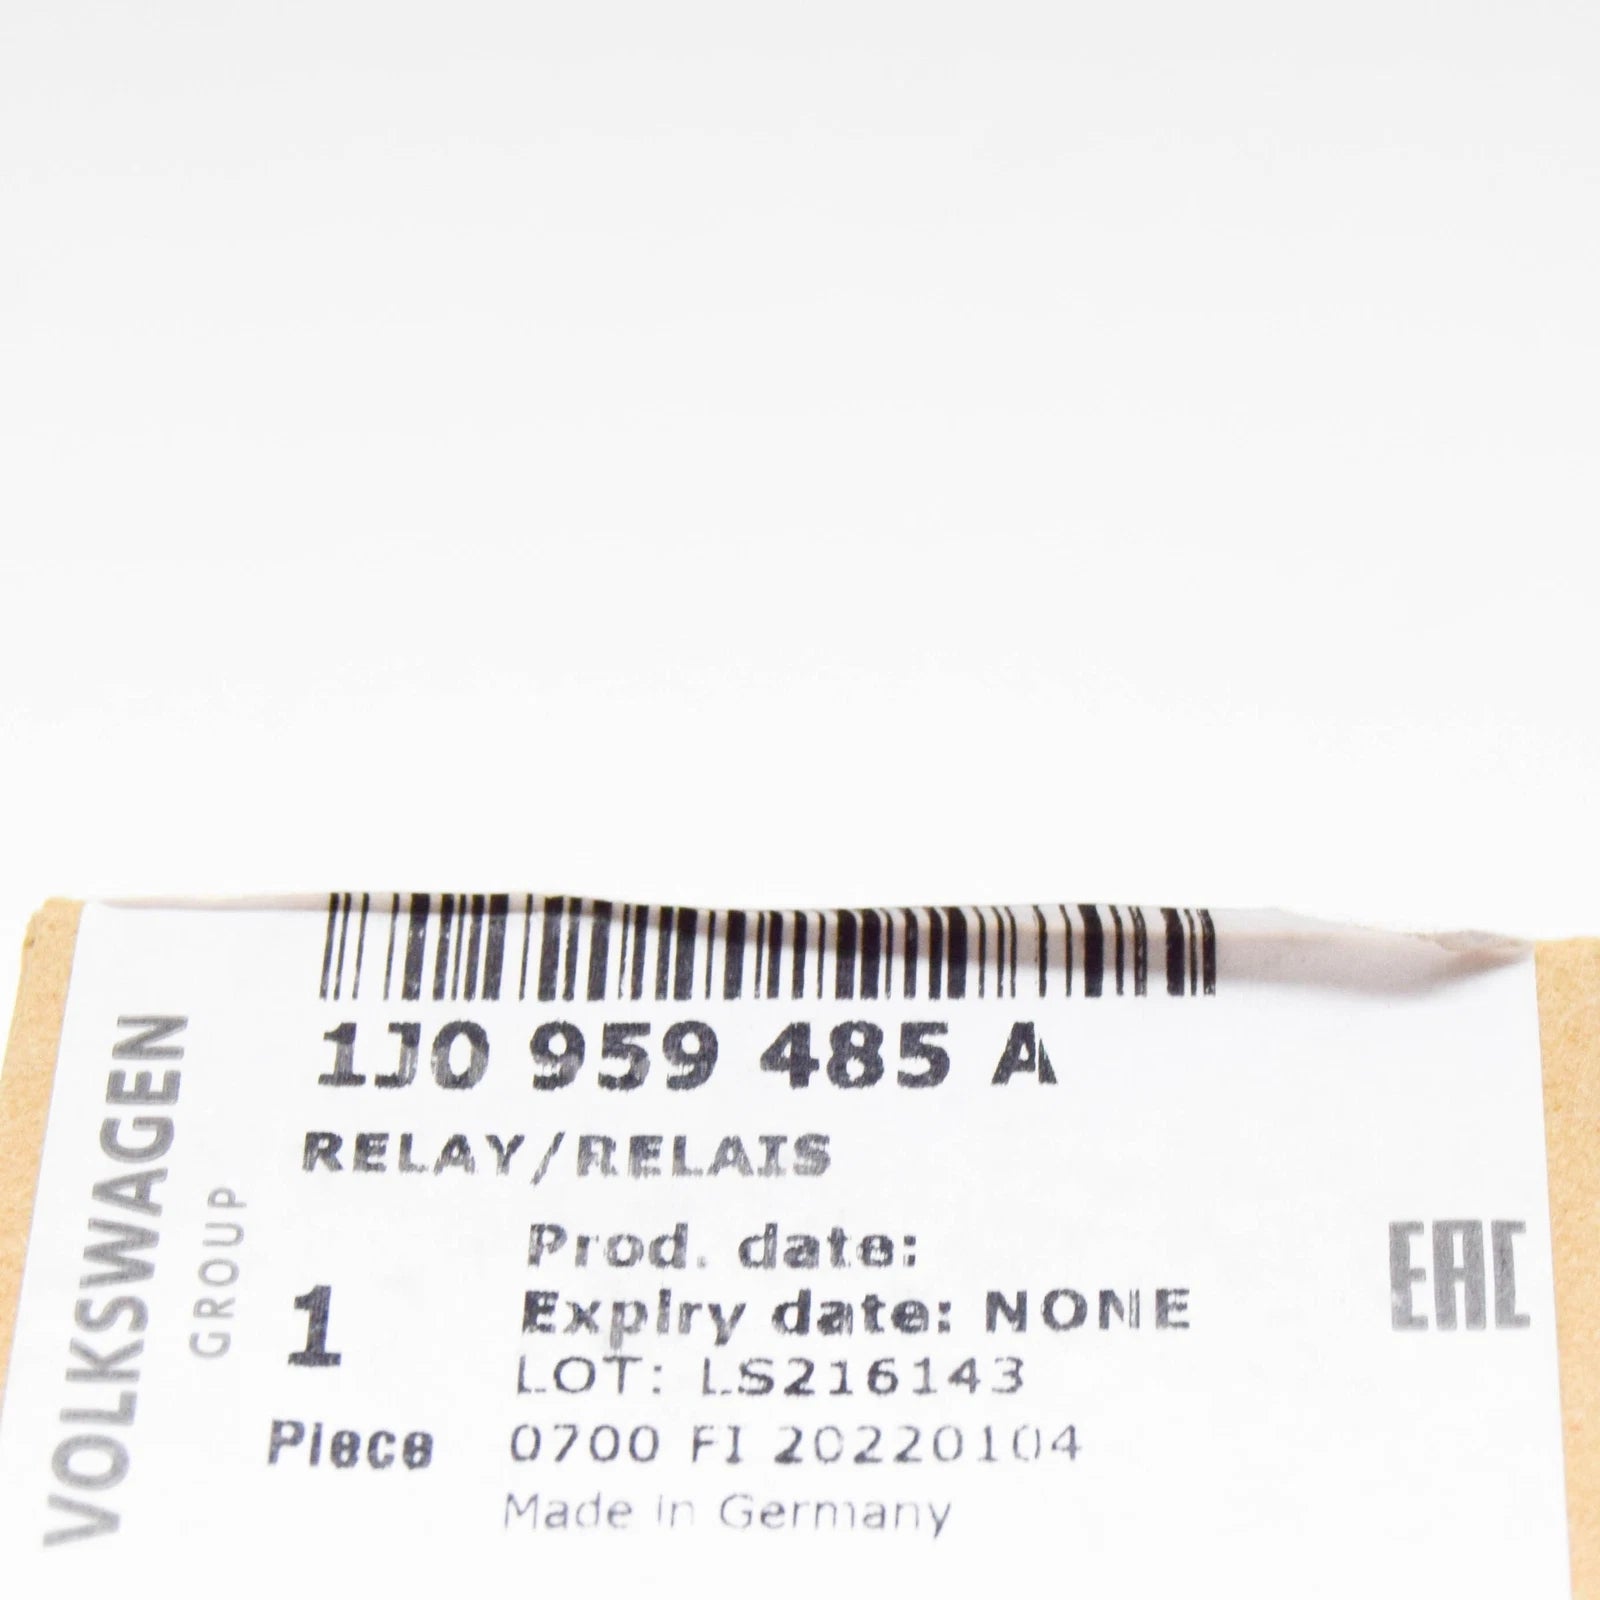 1J0 959 485 A
RELAY/RELAIS
Prod. date:
Expiry date: NONE
LOT: LS216143
0700 FI 20220104
Made in Germany
1
Piece
VOLKSWAGEN
GROUP
EAC